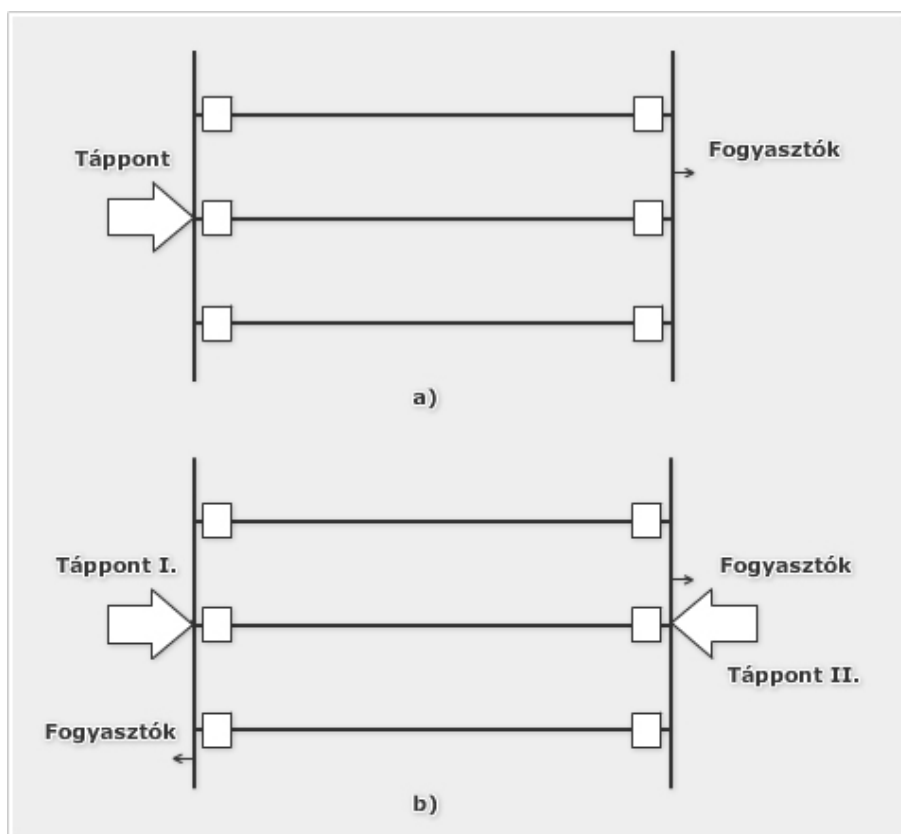 Táppont
Fogyasztók
a)
Táppont I.
Fogyasztók
Táppont II.
Fogyasztók
b)